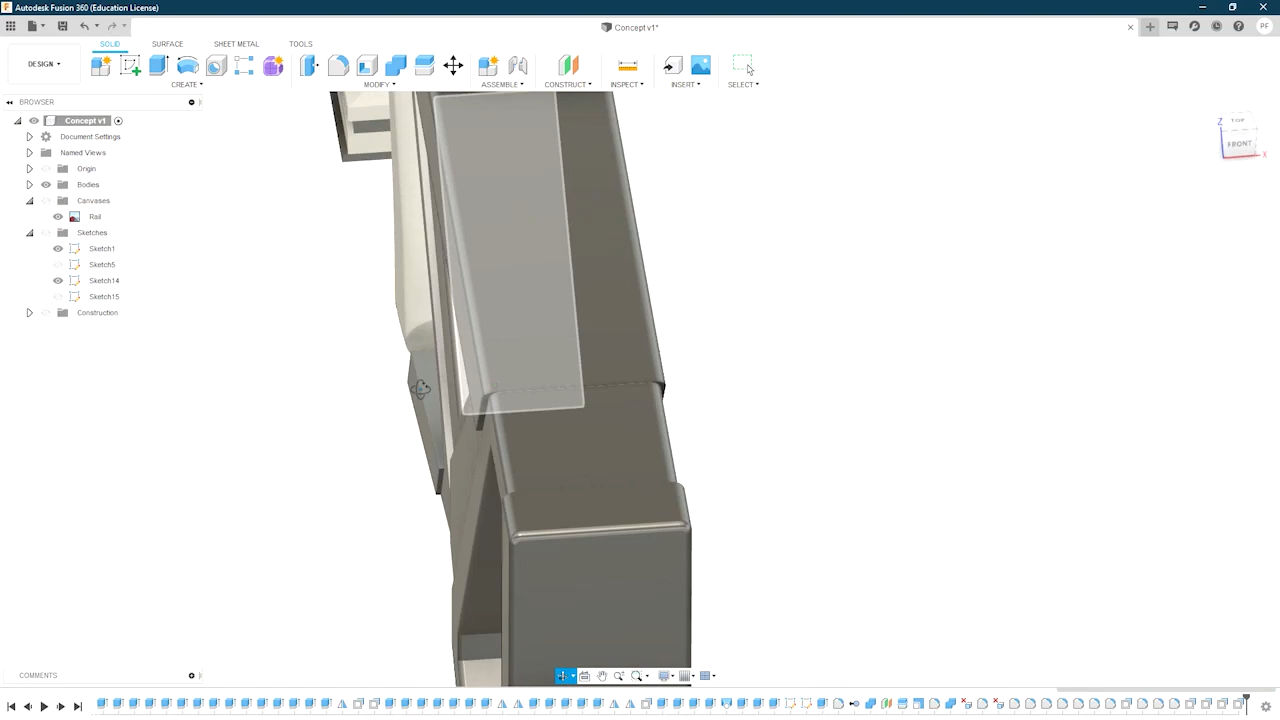 Autodesk Fusion 360 (Education License)
Concept v1*
PF
SOLID SURFACE SHEET METAL TOOLS
DESIGN
CREATE MODIFY ASSEMBLE CONSTRUCT INSPECT INSERT SELECT
BROWSER
Concept v1
Document Settings
Named Views
Origin
Bodies
Canvases
Rail
Sketches
Sketch1
Sketch5
Sketch14
Sketch15
Construction
Z TOP
FRONT
X
COMMENTS